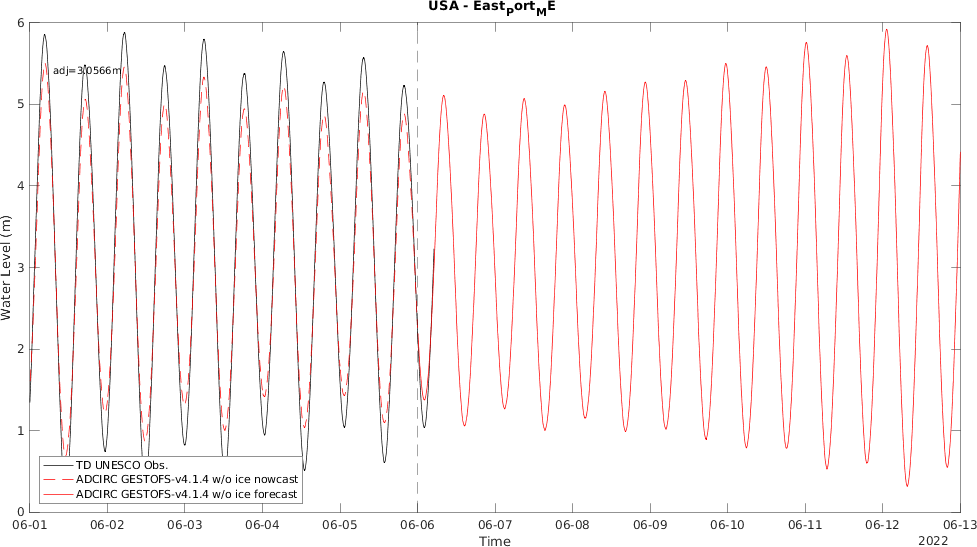 USA - EastPortME
6
adj=3.0566m
5
4
3
2
1
0
Water Level (m)
TD UNESCO Obs.
ADCIRC GESTOFS-v4.1.4 w/o ice nowcast
ADCIRC GESTOFS-v4.1.4 w/o ice forecast
06-01 06-02 06-03 06-04 06-05 06-06 06-07 06-08 06-09 06-10 06-11 06-12 06-13
Time
2022